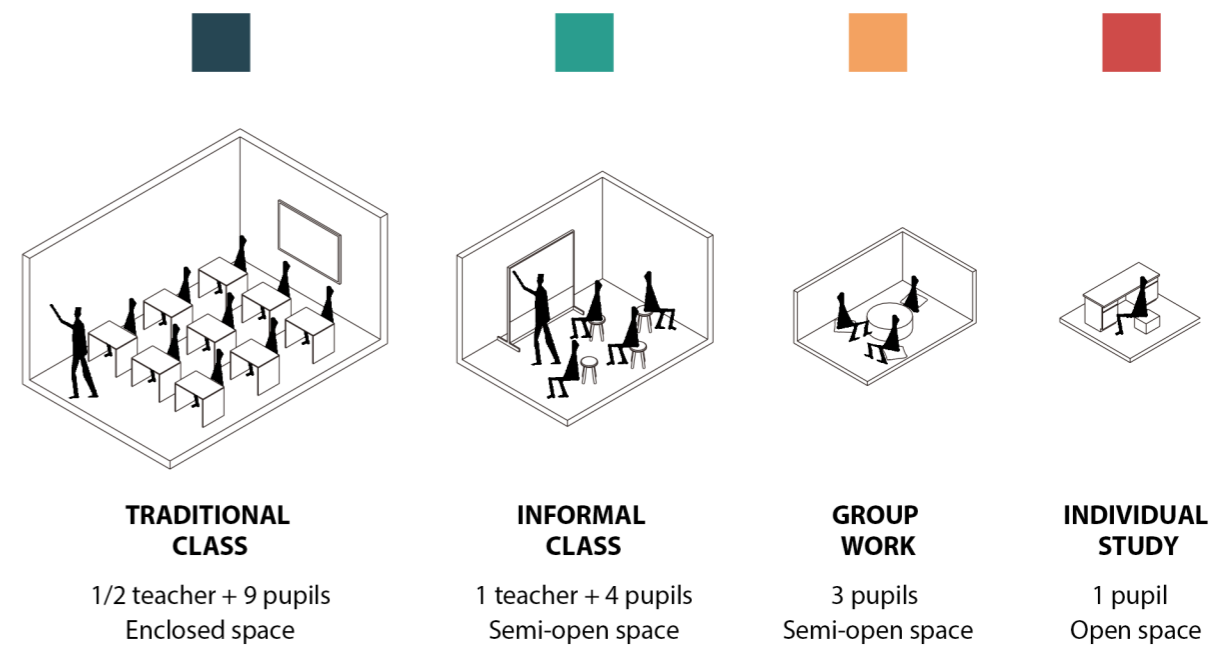 TRADITIONAL
CLASS
1/2 teacher + 9 pupils
Enclosed space
INFORMAL
CLASS
1 teacher + 4 pupils
Semi-open space
GROUP
WORK
3 pupils
Semi-open space
INDIVIDUAL
STUDY
1 pupil
Open space